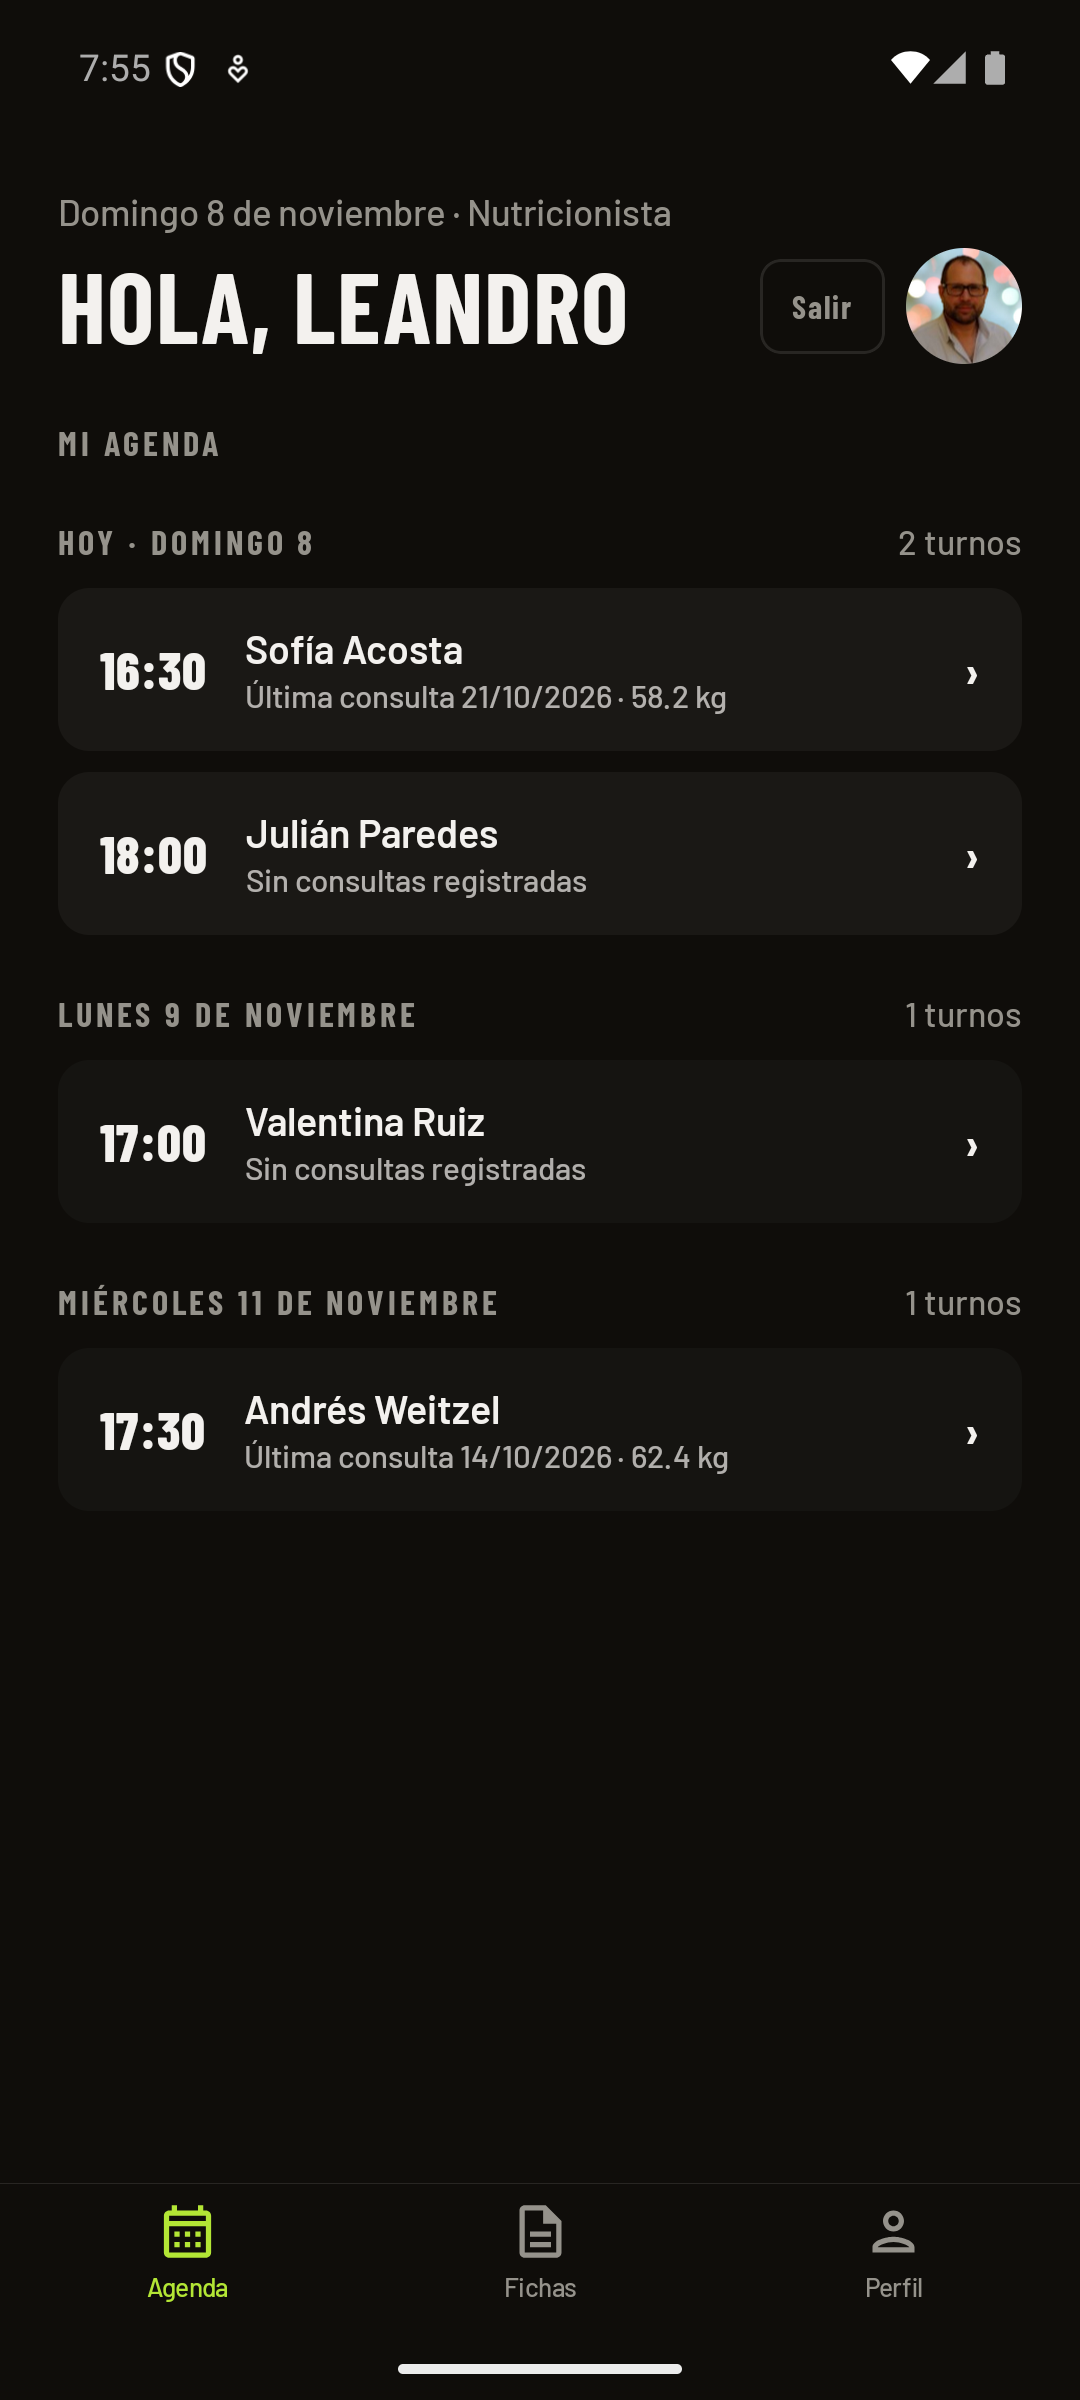 7:55
Domingo 8 de noviembre · Nutricionista
HOLA, LEANDRO
Salir
MI AGENDA
HOY · DOMINGO 8
2 turnos
16:30
Sofía Acosta
Última consulta 21/10/2026 · 58.2 kg
›
18:00
Julián Paredes
Sin consultas registradas
›
LUNES 9 DE NOVIEMBRE
1 turnos
17:00
Valentina Ruiz
Sin consultas registradas
›
MIÉRCOLES 11 DE NOVIEMBRE
1 turnos
17:30
Andrés Weitzel
Última consulta 14/10/2026 · 62.4 kg
›
Agenda
Fichas
Perfil